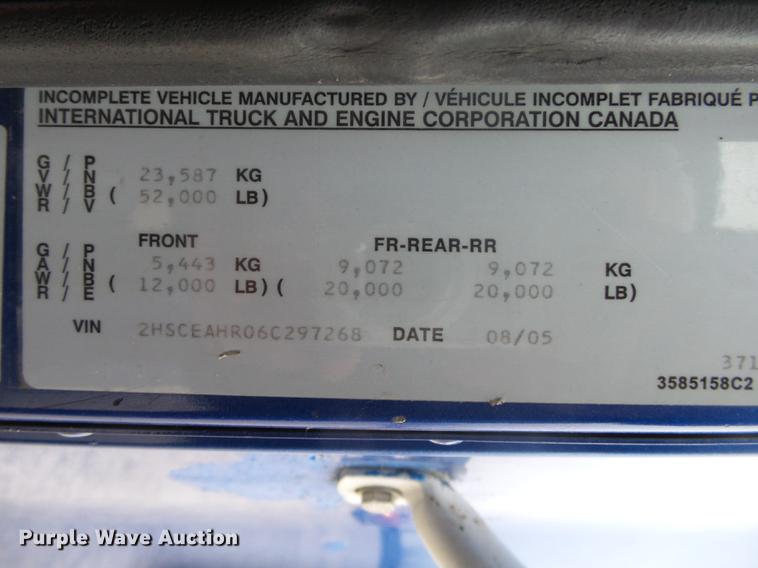 INCOMPLETE VEHICLE MANUFACTURED BY / VÉHICULE INCOMPLET FABRIQUÉ
INTERNATIONAL TRUCK AND ENGINE CORPORATION CANADA
G / P
V / N 23,587 KG
W / B ( 52,000 LB)
R / V
FRONT FR-REAR-RR
G / P
A / N 5,443 KG 9,072 9,072 KG
W / B ( 12,000 LB) ( 20,000 20,000 LB)
R / E
VIN 2HSCEAHR06C297268 DATE 08/05
371
3585158C2
Purple Wave Auction